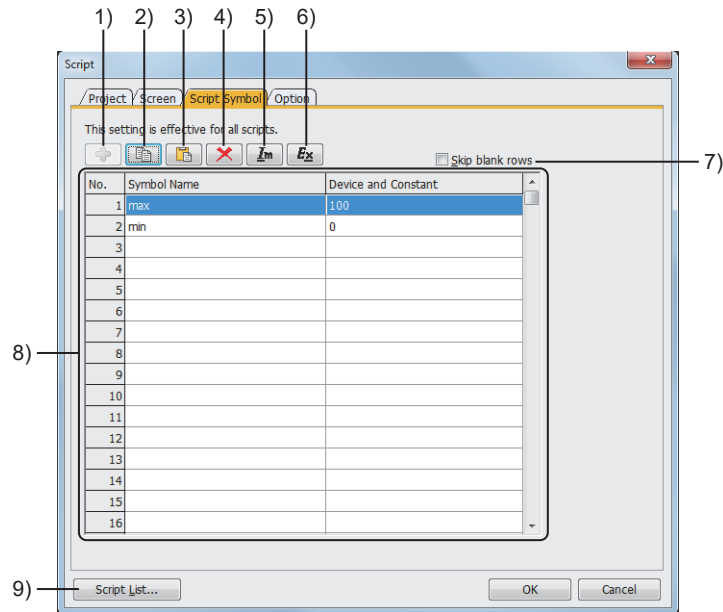 1) 2) 3) 4) 5) 6)
Script
Project Screen Script Symbol Option
This setting is effective for all scripts.
Im Ex Skip blank rows 7)
No. Symbol Name Device and Constant
1 max 100
2 min 0
3
4
5
6
7
8) 8
9
10
11
12
13
14
15
16
9) Script List... OK Cancel